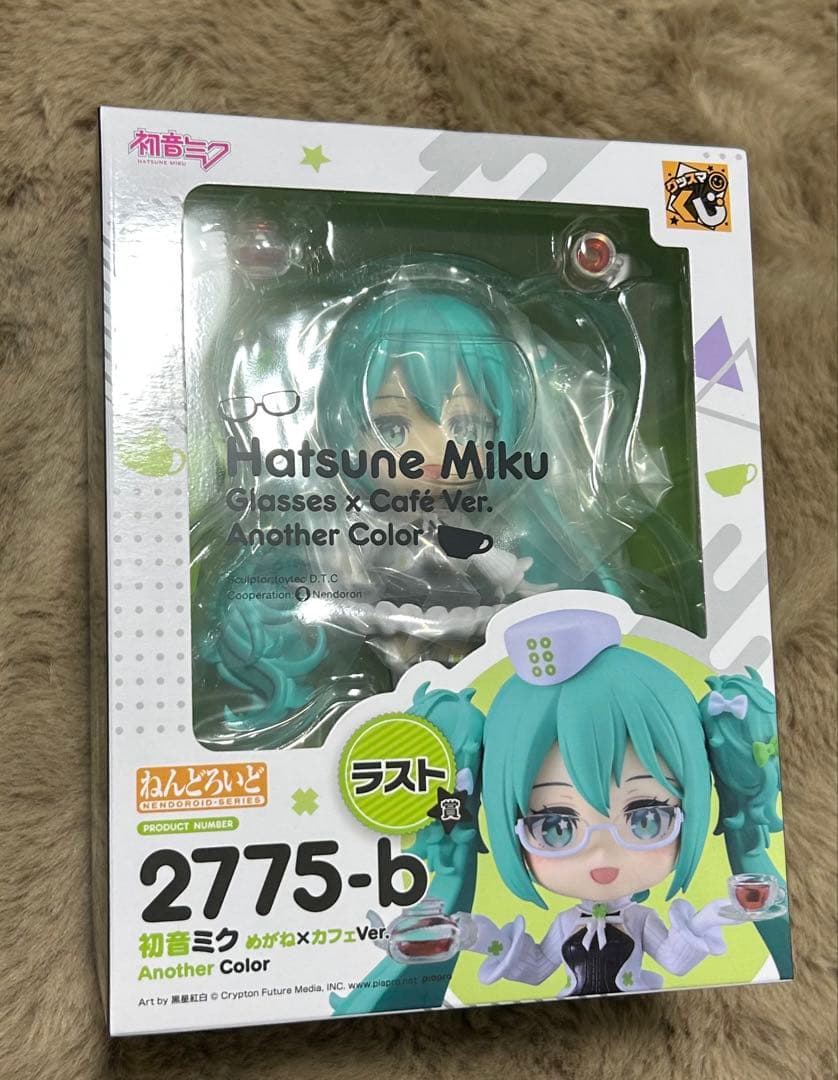 初音ミク
HATSUNE MIKU
グッスマ
くじ
Hatsune Miku
Glasses x Café Ver.
Another Color
Sculptor:toytec D.T.C
Cooperation: Nendoron
ねんどろいど
NENDOROID・SERIES
PRODUCT NUMBER
ラスト
賞
2775-b
初音ミク めがね×カフェVer.
Another Color
Art by 黒星紅白 © Crypton Future Media, INC. www.piapro.net piapro